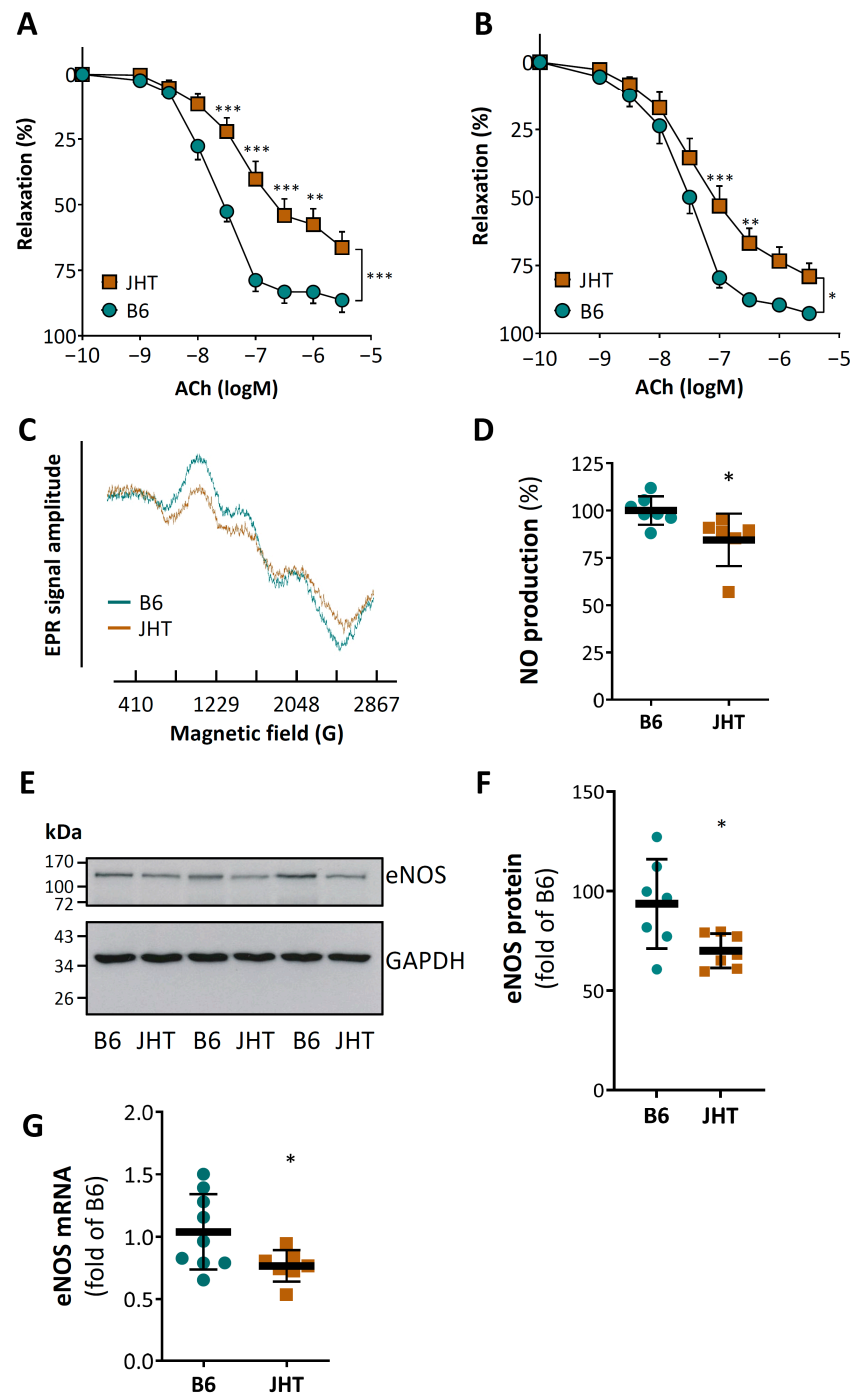 A
Relaxation (%)
0
25
50
75
100
***
***
***
**
***
JHT
B6
−10 −9 −8 −7 −6 −5
ACh (logM)
B
Relaxation (%)
0
25
50
75
100
***
**
*
JHT
B6
−10 −9 −8 −7 −6 −5
ACh (logM)
C
EPR signal amplitude
B6
JHT
410 1229 2048 2867
Magnetic field (G)
D
NO production (%)
125
100
75
50
25
0
*
B6 JHT
E
kDa
170
100
72
eNOS
43
34
26
GAPDH
B6 JHT B6 JHT B6 JHT
F
eNOS protein
(fold of B6)
150
100
50
0
*
B6 JHT
G
eNOS mRNA
(fold of B6)
2.0
1.5
1.0
0.5
0.0
*
B6 JHT